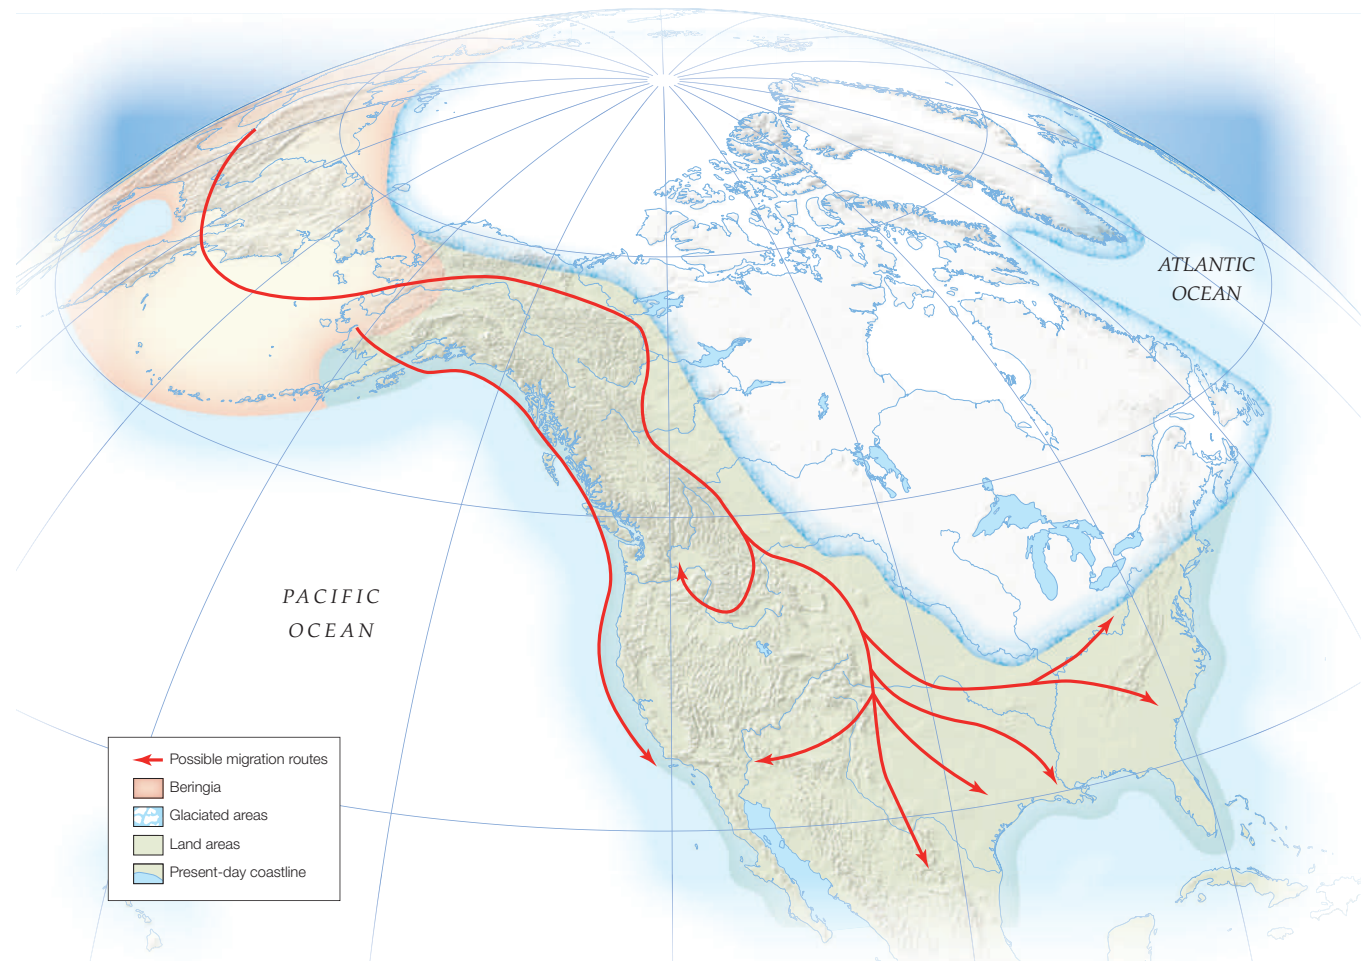 ATLANTIC
OCEAN
PACIFIC
OCEAN
Possible migration routes
Beringia
Glaciated areas
Land areas
Present-day coastline